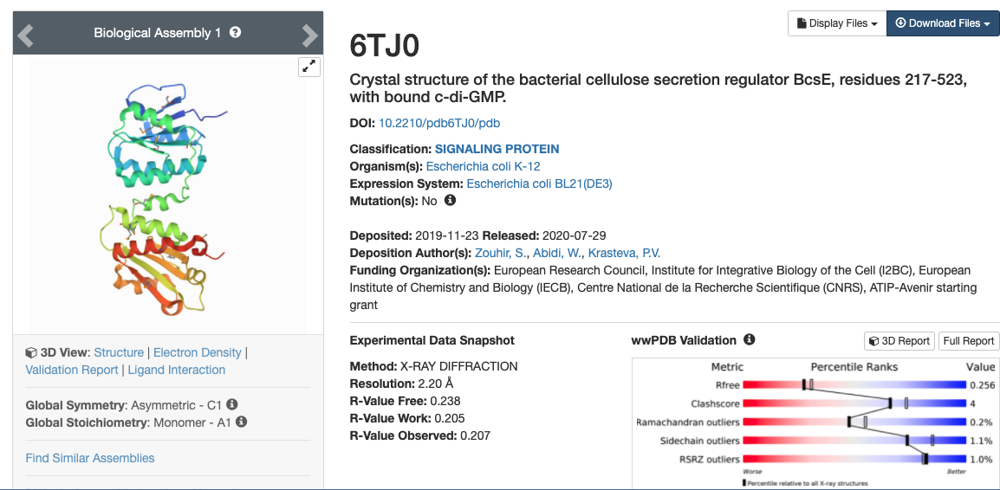 Biological Assembly 1
Display Files
Download Files
6TJ0
Crystal structure of the bacterial cellulose secretion regulator BcsE, residues 217-523,
with bound c-di-GMP.
DOI: 10.2210/pdb6TJ0/pdb
Classification: SIGNALING PROTEIN
Organism(s): Escherichia coli K-12
Expression System: Escherichia coli BL21(DE3)
Mutation(s): No
Deposited: 2019-11-23 Released: 2020-07-29
Deposition Author(s): Zouhir, S., Abidi, W., Krasteva, P.V.
Funding Organization(s): European Research Council, Institute for Integrative Biology of the Cell (I2BC), European
Institute of Chemistry and Biology (IECB), Centre National de la Recherche Scientifique (CNRS), ATIP-Avenir starting
grant
3D View: Structure | Electron Density |
Validation Report | Ligand Interaction
Global Symmetry: Asymmetric - C1
Global Stoichiometry: Monomer - A1
Find Similar Assemblies
Experimental Data Snapshot
Method: X-RAY DIFFRACTION
Resolution: 2.20 Å
R-Value Free: 0.238
R-Value Work: 0.205
R-Value Observed: 0.207
wwPDB Validation
3D Report
Full Report
Metric Percentile Ranks Value
Rfree 0.256
Clashscore 4
Ramachandran outliers 0.2%
Sidechain outliers 1.1%
RSRZ outliers 1.0%
Worse Better
Percentile relative to all X-ray structures